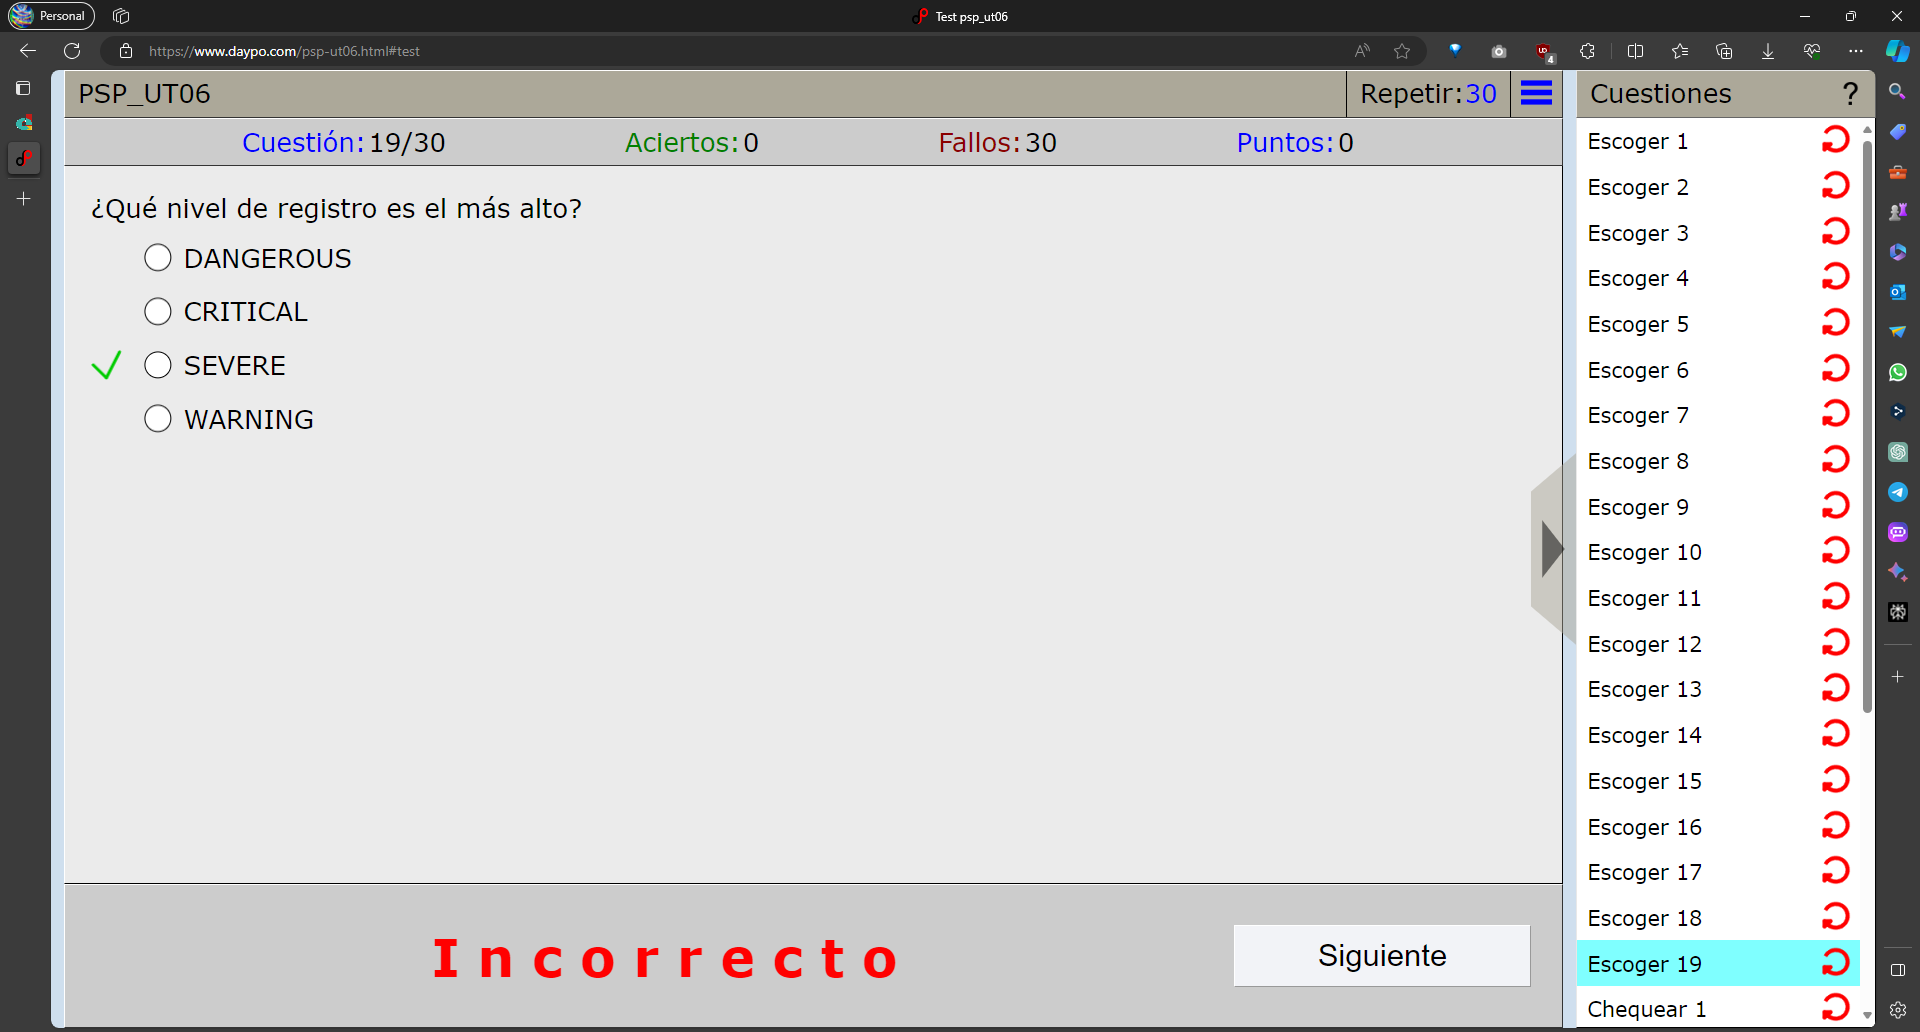 Personal
Test psp_ut06
https://www.daypo.com/psp-ut06.html#test
4
PSP_UT06
Repetir:30
Cuestiones
?
Cuestión:19/30
Aciertos:0
Fallos:30
Puntos:0
¿Qué nivel de registro es el más alto?
DANGEROUS
CRITICAL
SEVERE
WARNING
Incorrecto
Siguiente
Escoger 1
Escoger 2
Escoger 3
Escoger 4
Escoger 5
Escoger 6
Escoger 7
Escoger 8
Escoger 9
Escoger 10
Escoger 11
Escoger 12
Escoger 13
Escoger 14
Escoger 15
Escoger 16
Escoger 17
Escoger 18
Escoger 19
Chequear 1